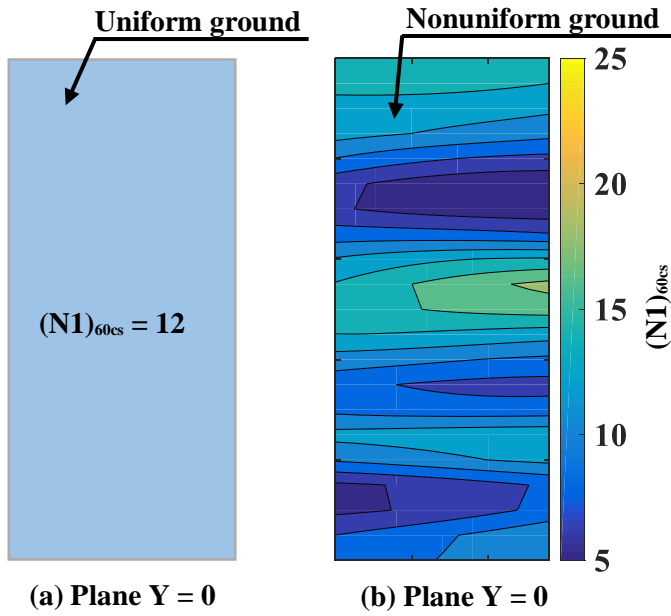 Uniform ground
Nonuniform ground
(N1)60cs = 12
25
20
15
10
5
(N1)60cs
(a) Plane Y = 0
(b) Plane Y = 0